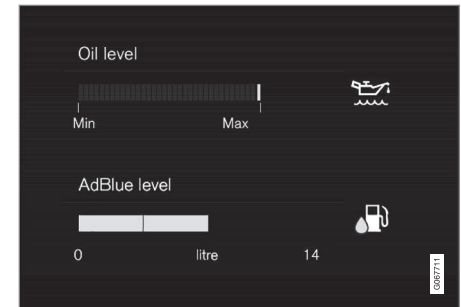 Oil level
Min Max
AdBlue level
0 litre 14
G067711